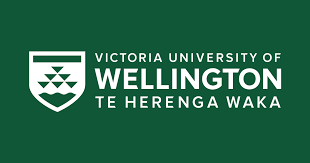 VICTORIA UNIVERSITY OF
WELLINGTON
TE HERENGA WAKA